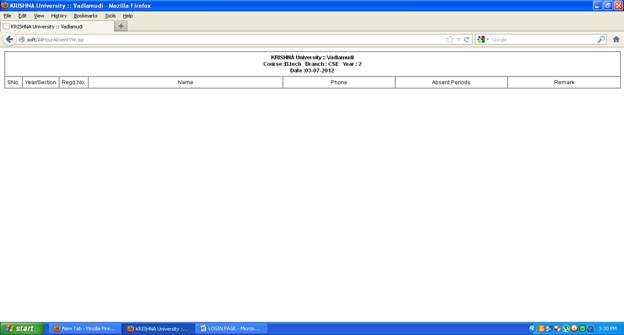 KRISHNA University :: Vadlamudi - Mozilla Firefox
File Edit View History Bookmarks Tools Help
KRISHNA University :: Vadlamudi
soft/AllHourAbsentYW.jsp
Google
KRISHNA University :: Vadlamudi
Course :B.tech Branch : CSE Year : 2
Date :03-07-2012
SNo Year/Section Regd.No. Name Phone Absent Periods Remark
start New Tab - Mozilla Fire... KRISHNA University :... LOGIN PAGE - Micros... 3:30 PM